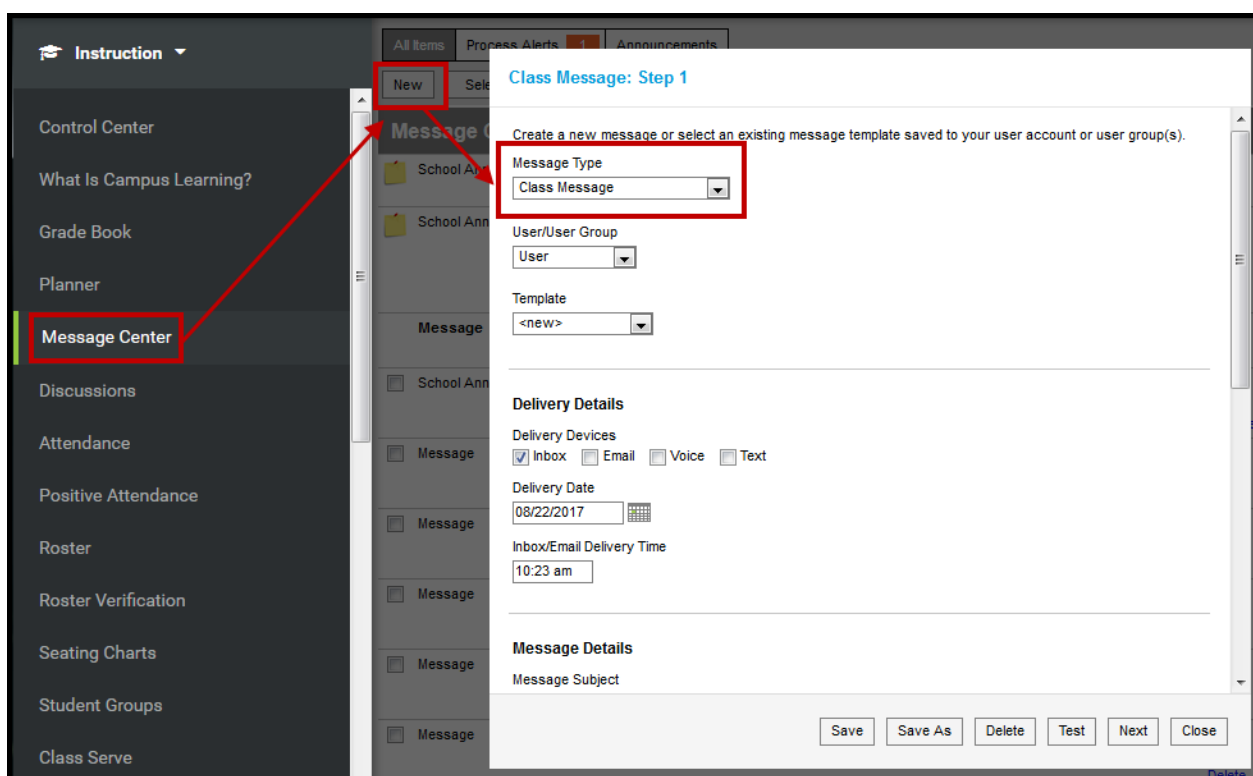 Instruction
Control Center
What Is Campus Learning?
Grade Book
Planner
Message Center
Discussions
Attendance
Positive Attendance
Roster
Roster Verification
Seating Charts
Student Groups
Class Serve
All Items Process Alerts 1 Announcements
New Sele
Message C
School Ann
School Ann
Message
School Ann
Message
Message
Message
Message
Message
Class Message: Step 1
Create a new message or select an existing message template saved to your user account or user group(s).
Message Type
Class Message
User/User Group
User
Template
<new>
Delivery Details
Delivery Devices
Inbox Email Voice Text
Delivery Date
08/22/2017
Inbox/Email Delivery Time
10:23 am
Message Details
Message Subject
Save Save As Delete Test Next Close
Delete